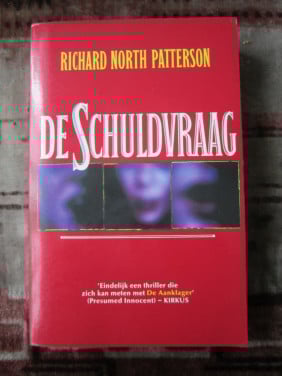 RICHARD NORTH PATTERSON
DE SCHULDVRAAG
'Eindelijk een thriller die
zich kan meten met De Aanklager'
(Presumed Innocent) – KIRKUS